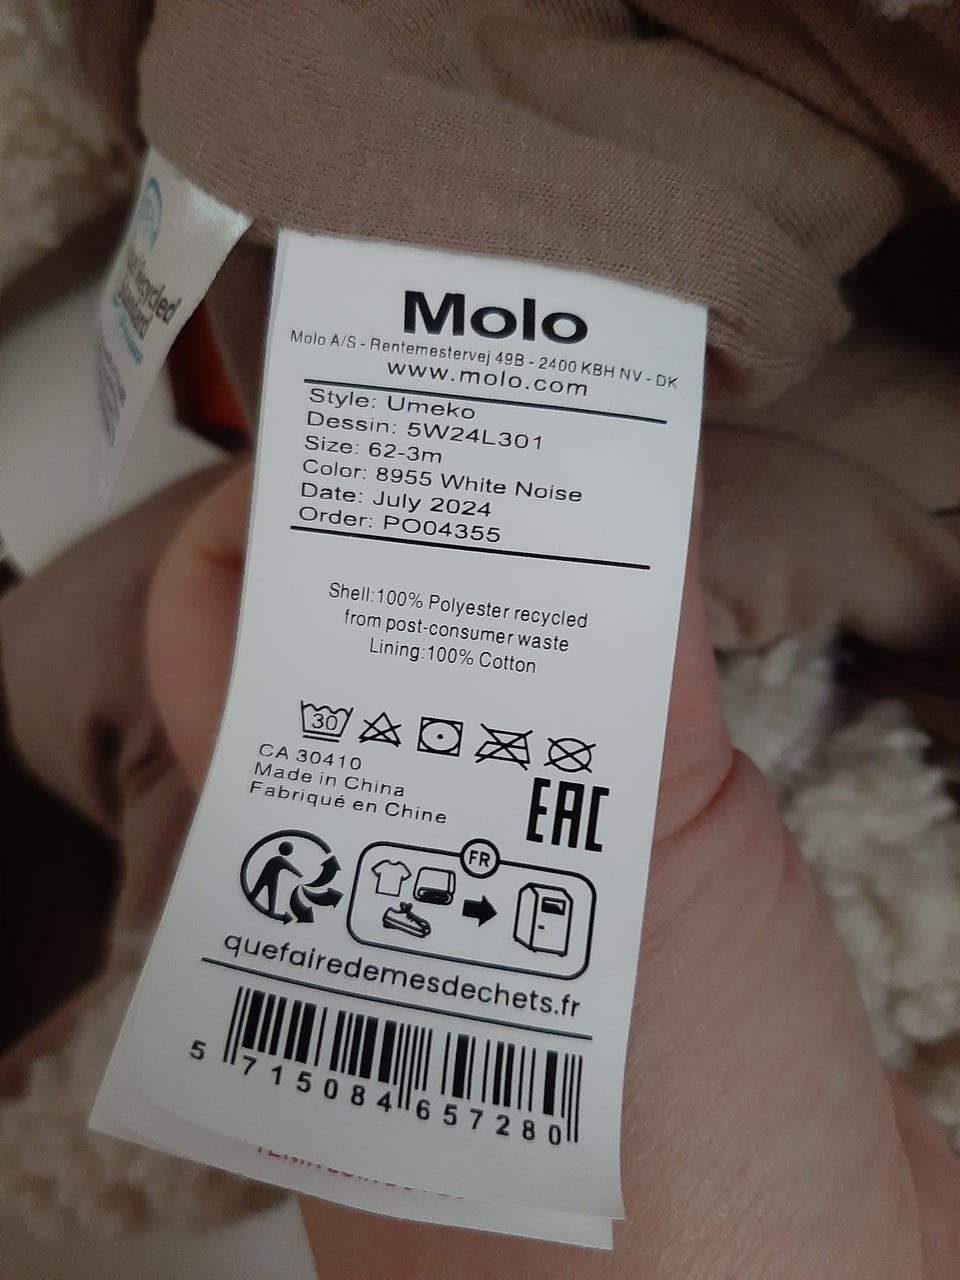 Recycled
Standard
Molo
Molo A/S - Rentemestervej 49B - 2400 KBH NV - DK
www.molo.com
Style: Umeko
Dessin: 5W24L301
Size: 62-3m
Color: 8955 White Noise
Date: July 2024
Order: PO04355
Shell:100% Polyester recycled
from post-consumer waste
Lining:100% Cotton
30
CA 30410
Made in China
Fabriqué en Chine
EAC
FR
quefairedemesdechets.fr
5 715084 657280